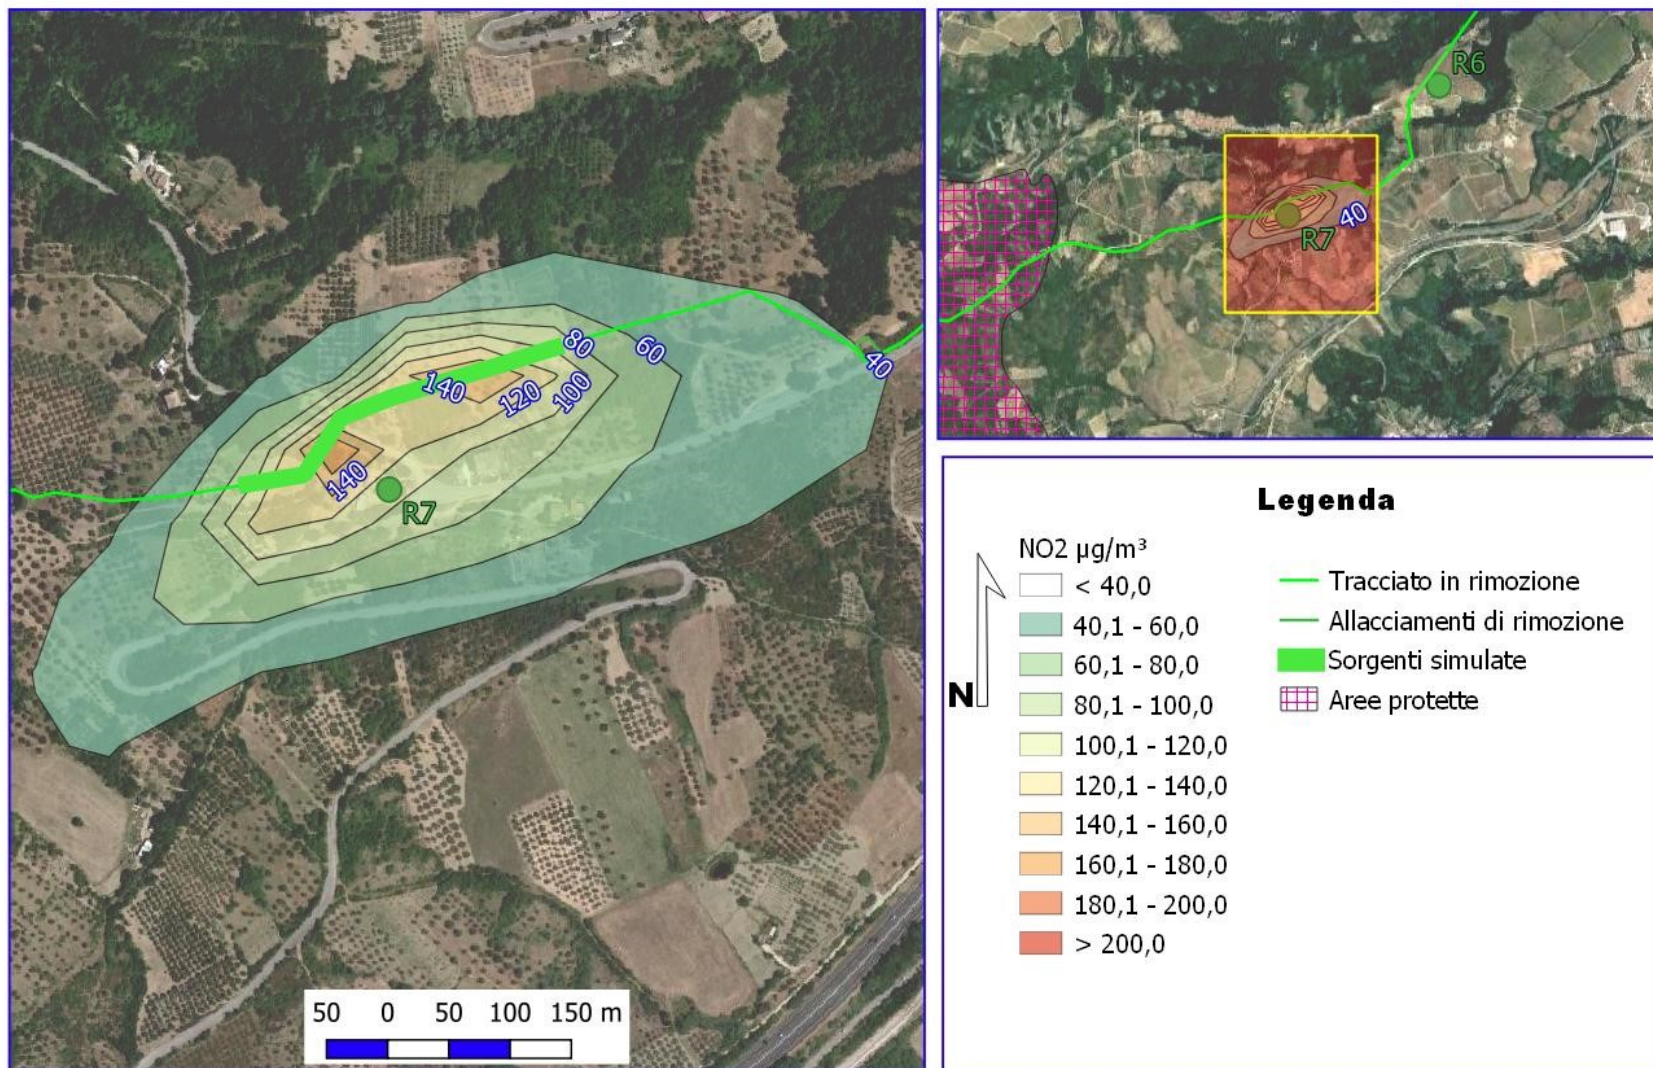 80
60
40
140
120
100
140
R7
50 0 50 100 150 m
R6
40
R7
Legenda
NO2 µg/m³
< 40,0
40,1 - 60,0
60,1 - 80,0
80,1 - 100,0
100,1 - 120,0
120,1 - 140,0
140,1 - 160,0
160,1 - 180,0
180,1 - 200,0
> 200,0
N
Tracciato in rimozione
Allacciamenti di rimozione
Sorgenti simulate
Aree protette